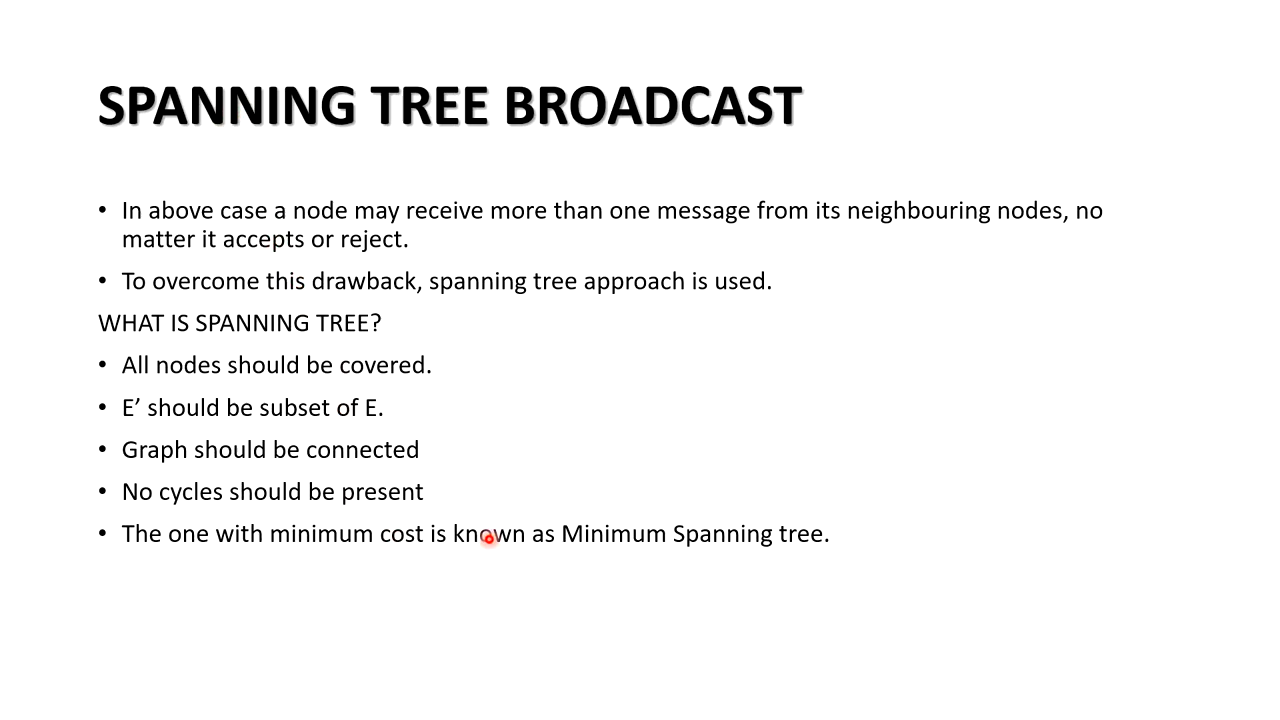 SPANNING TREE BROADCAST
• In above case a node may receive more than one message from its neighbouring nodes, no
matter it accepts or reject.
• To overcome this drawback, spanning tree approach is used.
WHAT IS SPANNING TREE?
• All nodes should be covered.
• E’ should be subset of E.
• Graph should be connected
• No cycles should be present
• The one with minimum cost is known as Minimum Spanning tree.